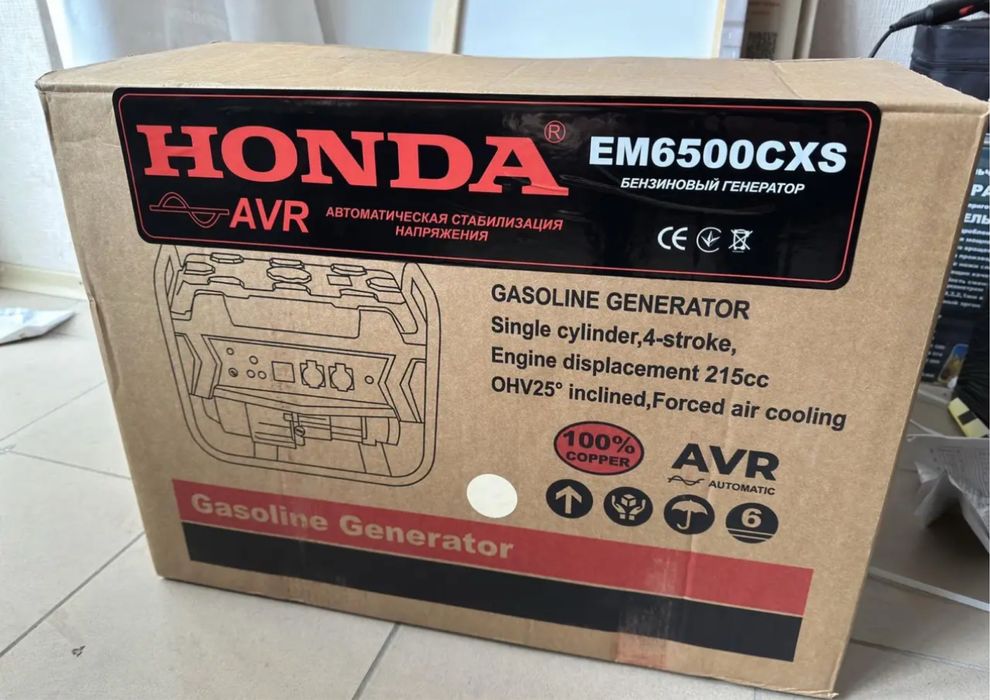 HONDA®
EM6500CXS
БЕНЗИНОВЫЙ ГЕНЕРАТОР
AVR
АВТОМАТИЧЕСКАЯ СТАБИЛИЗАЦИЯ
НАПРЯЖЕНИЯ
CE
GASOLINE GENERATOR
Single cylinder,4-stroke,
Engine displacement 215cc
OHV25° inclined,Forced air cooling
100%
COPPER
AVR
AUTOMATIC
6
Gasoline Generator